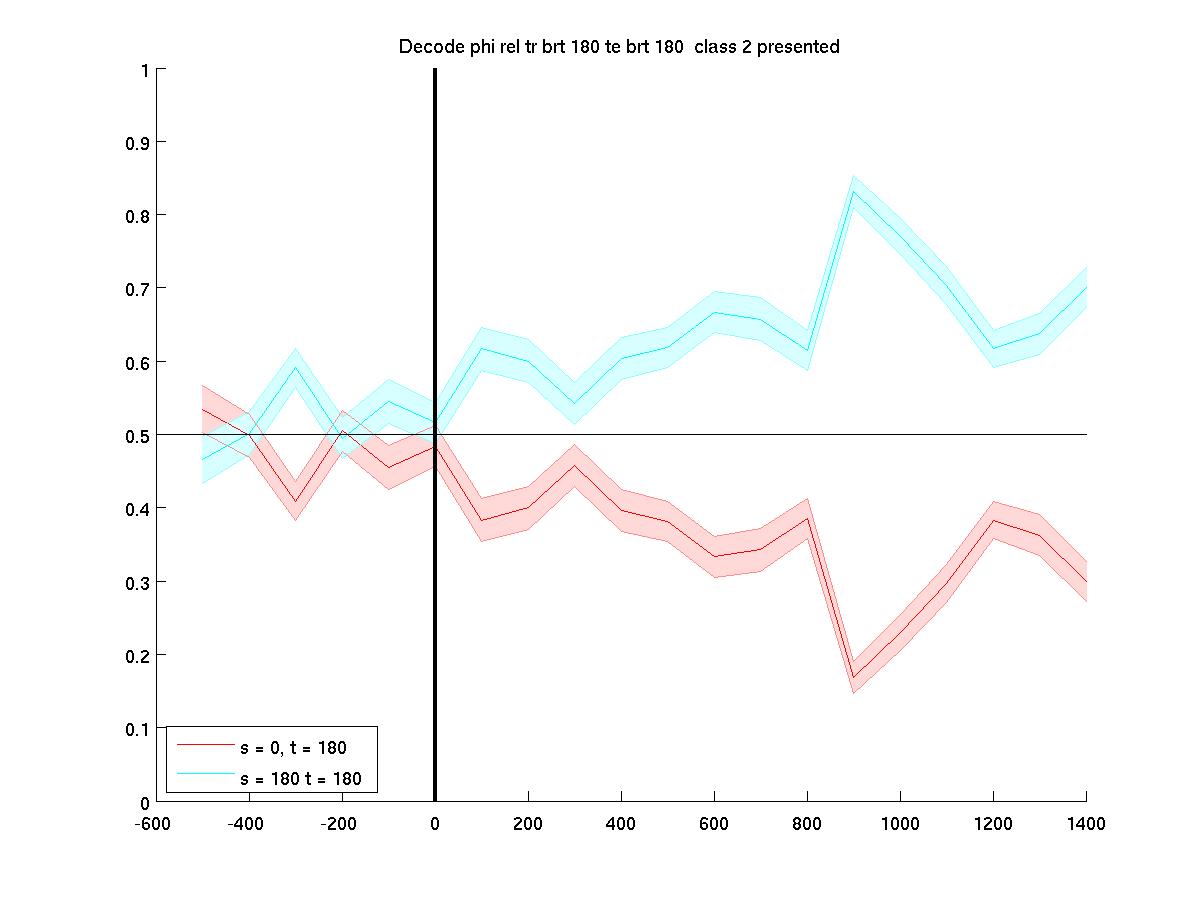 Decode phi rel tr brt 180 te brt 180  class 2 presented
1
0.9
0.8
0.7
0.6
0.5
0.4
0.3
0.2
0.1
0
s = 0, t = 180
s = 180 t = 180
-600 -400 -200 0 200 400 600 800 1000 1200 1400